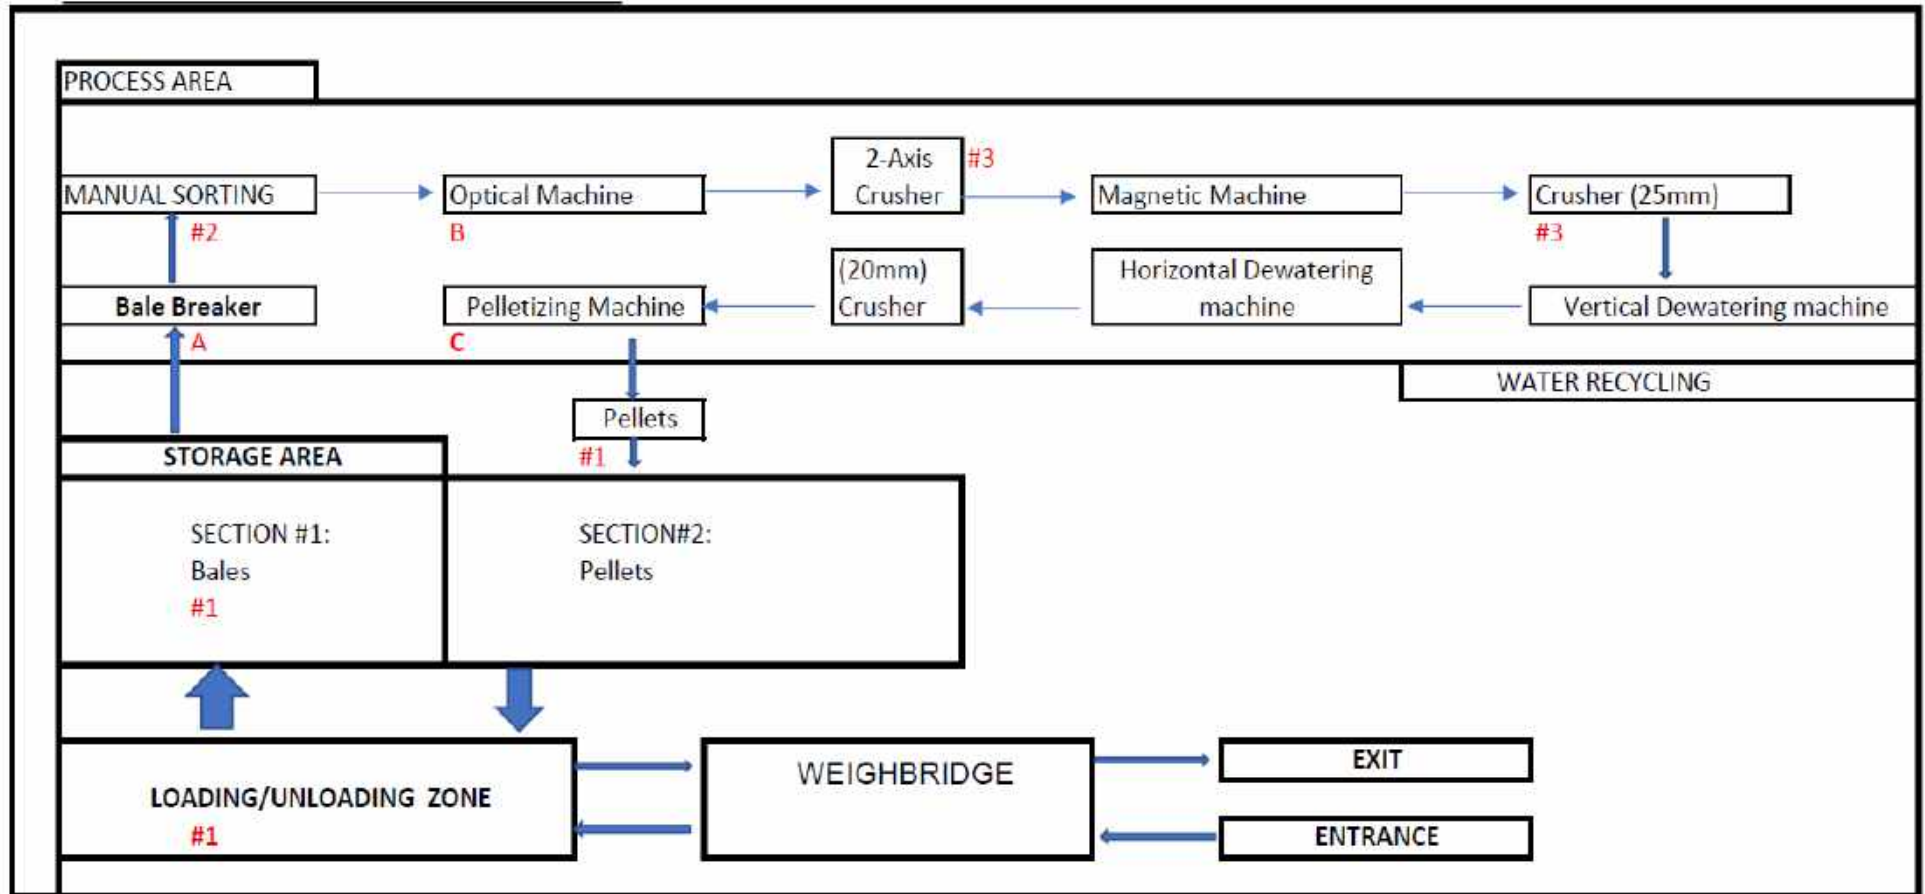 PROCESS AREA
2-Axis
Crusher
#3
MANUAL SORTING
#2
Optical Machine
B
Magnetic Machine
Crusher (25mm)
#3
Bale Breaker
A
Pelletizing Machine
C
(20mm)
Crusher
Horizontal Dewatering
machine
Vertical Dewatering machine
WATER RECYCLING
Pellets
#1
STORAGE AREA
SECTION #1:
Bales
#1
SECTION#2:
Pellets
LOADING/UNLOADING ZONE
#1
WEIGHBRIDGE
EXIT
ENTRANCE